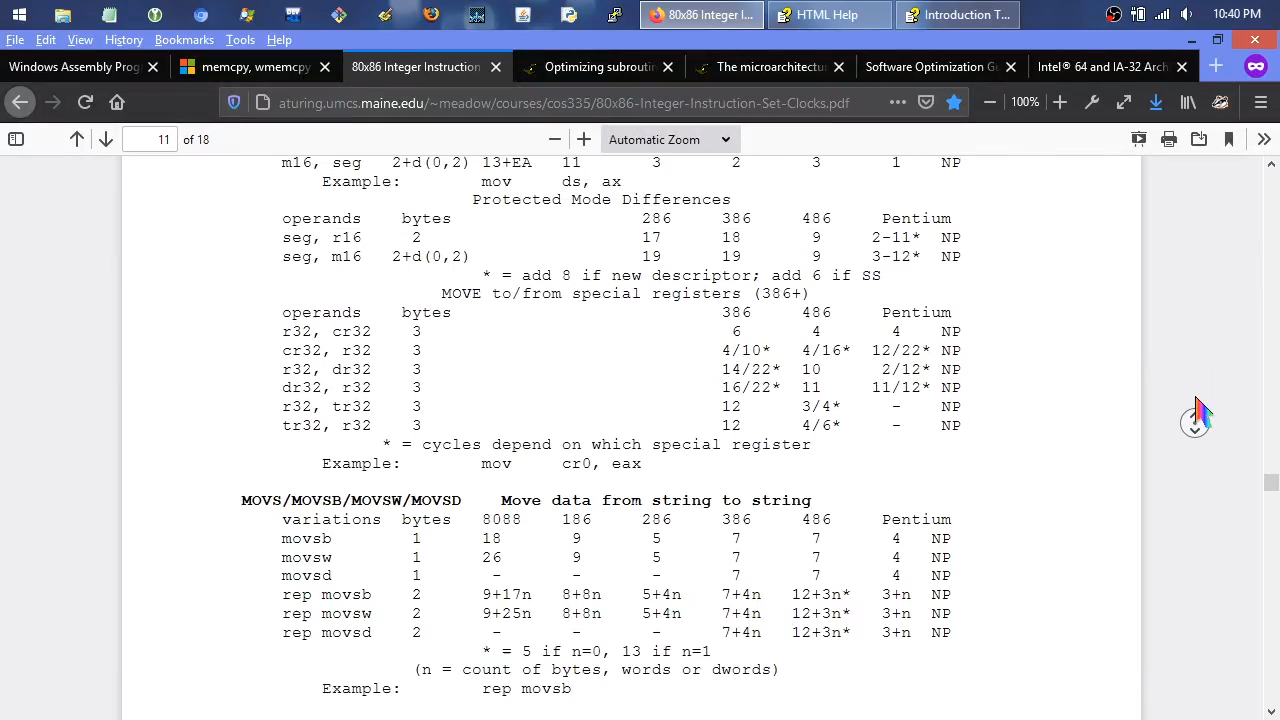 80x86 Integer I...
HTML Help
Introduction T...
10:40 PM
File Edit View History Bookmarks Tools Help
Windows Assembly Prog
memcpy, wmemcpy
80x86 Integer Instruction
Optimizing subroutin
The microarchitectur
Software Optimization Gu
Intel® 64 and IA-32 Arch
aturing.umcs.maine.edu/~meadow/courses/cos335/80x86-Integer-Instruction-Set-Clocks.pdf
100%
11 of 18
Automatic Zoom
m16, seg 2+d(0,2) 13+EA 11 3 2 3 1 NP
Example: mov ds, ax
Protected Mode Differences
operands bytes 286 386 486 Pentium
seg, r16 2 17 18 9 2-11* NP
seg, m16 2+d(0,2) 19 19 9 3-12* NP
* = add 8 if new descriptor; add 6 if SS
MOVE to/from special registers (386+)
operands bytes 386 486 Pentium
r32, cr32 3 6 4 4 NP
cr32, r32 3 4/10* 4/16* 12/22* NP
r32, dr32 3 14/22* 10 2/12* NP
dr32, r32 3 16/22* 11 11/12* NP
r32, tr32 3 12 3/4* - NP
tr32, r32 3 12 4/6* - NP
* = cycles depend on which special register
Example: mov cr0, eax
MOVS/MOVSB/MOVSW/MOVSD Move data from string to string
variations bytes 8088 186 286 386 486 Pentium
movsb 1 18 9 5 7 7 4 NP
movsw 1 26 9 5 7 7 4 NP
movsd 1 - - - 7 7 4 NP
rep movsb 2 9+17n 8+8n 5+4n 7+4n 12+3n* 3+n NP
rep movsw 2 9+25n 8+8n 5+4n 7+4n 12+3n* 3+n NP
rep movsd 2 - - - 7+4n 12+3n* 3+n NP
* = 5 if n=0, 13 if n=1
(n = count of bytes, words or dwords)
Example: rep movsb